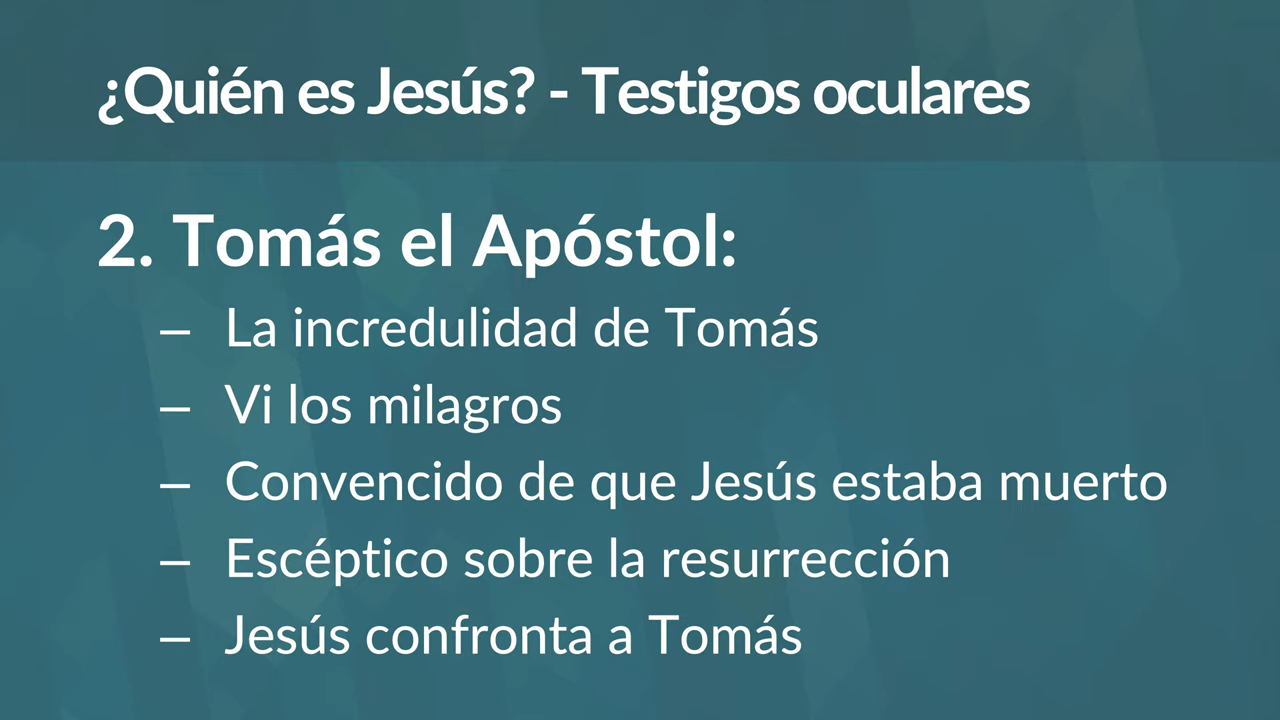 ¿Quién es Jesús? - Testigos oculares
2. Tomás el Apóstol:
– La incredulidad de Tomás
– Vi los milagros
– Convencido de que Jesús estaba muerto
– Escéptico sobre la resurrección
– Jesús confronta a Tomás